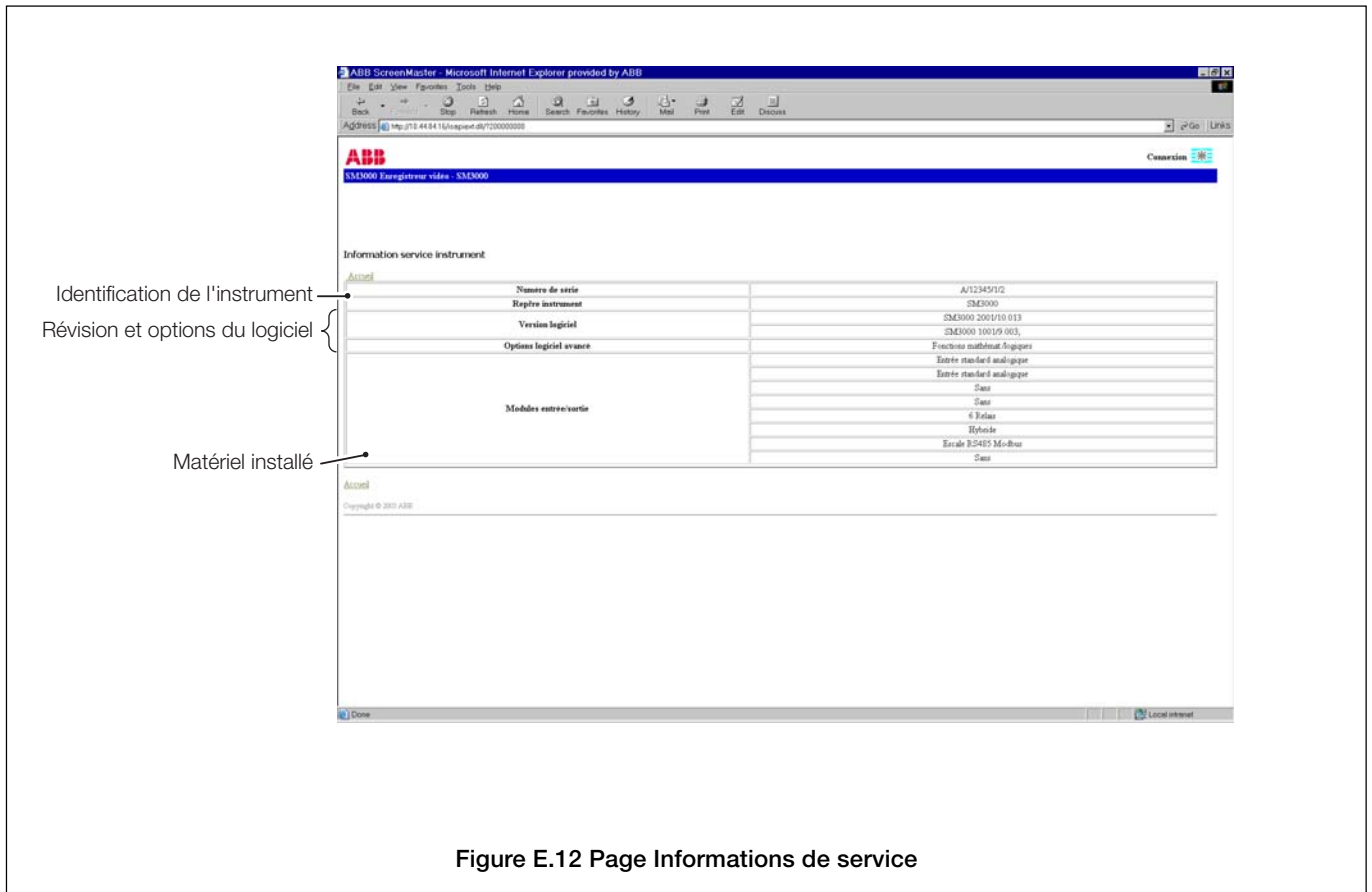 ABB ScreenMaster - Microsoft Internet Explorer provided by ABB
File Edit View Favorites Tools Help
Back Stop Refresh Home Search Favorites History Mail Print Edit Discuss
Address Go Links
ABB
Connexion
SM3000 Enregistreur vidéo - SM3000
Information service instrument
Accueil
Identification de l'instrument
Numéro de série A/12345/1/2
Repère instrument SM3000
Révision et options du logiciel
Version logiciel SM3000 2001/10.013
SM3000 1001/9.003,
Options logiciel avancé Fonctions mathémat./logiques
Entrée standard analogique
Entrée standard analogique
Sans
Sans
Modules entrée/sortie
6 Relais
Hybride
Escale RS485 Modbus
Matériel installé
Sans
Accueil
Copyright © 2003 ABB
Done Local intranet
Figure E.12 Page Informations de service